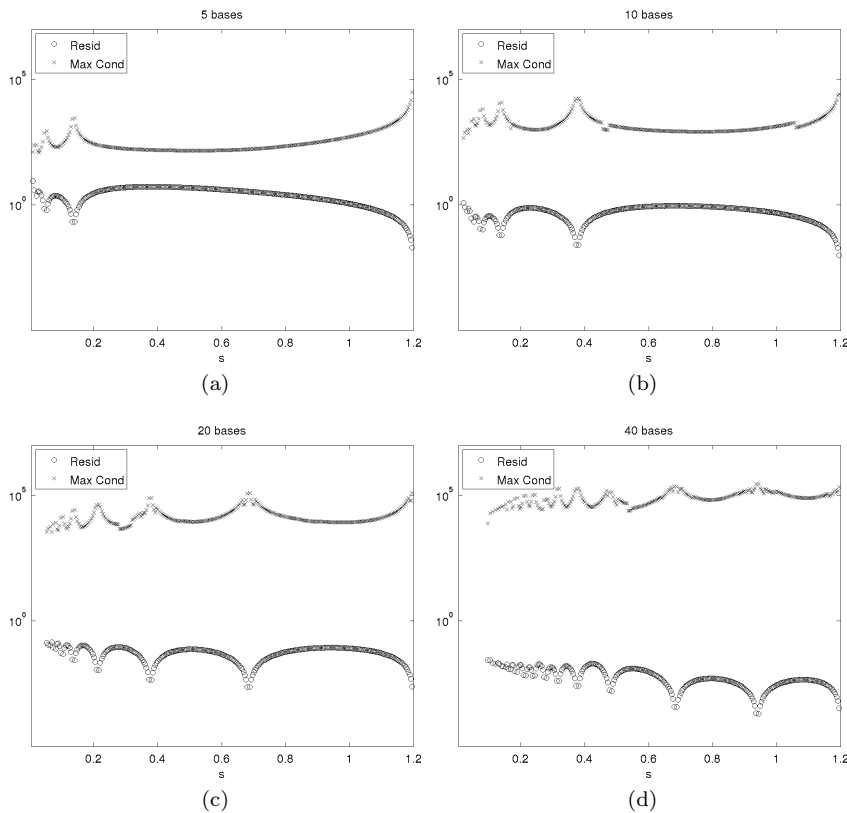 5 bases
Resid
Max Cond
10^5
10^0
0.2 0.4 0.6 0.8 1 1.2
s
(a)
10 bases
Resid
Max Cond
10^5
10^0
0.2 0.4 0.6 0.8 1 1.2
s
(b)
20 bases
Resid
Max Cond
10^5
10^0
0.2 0.4 0.6 0.8 1 1.2
s
(c)
40 bases
Resid
Max Cond
10^5
10^0
0.2 0.4 0.6 0.8 1 1.2
s
(d)